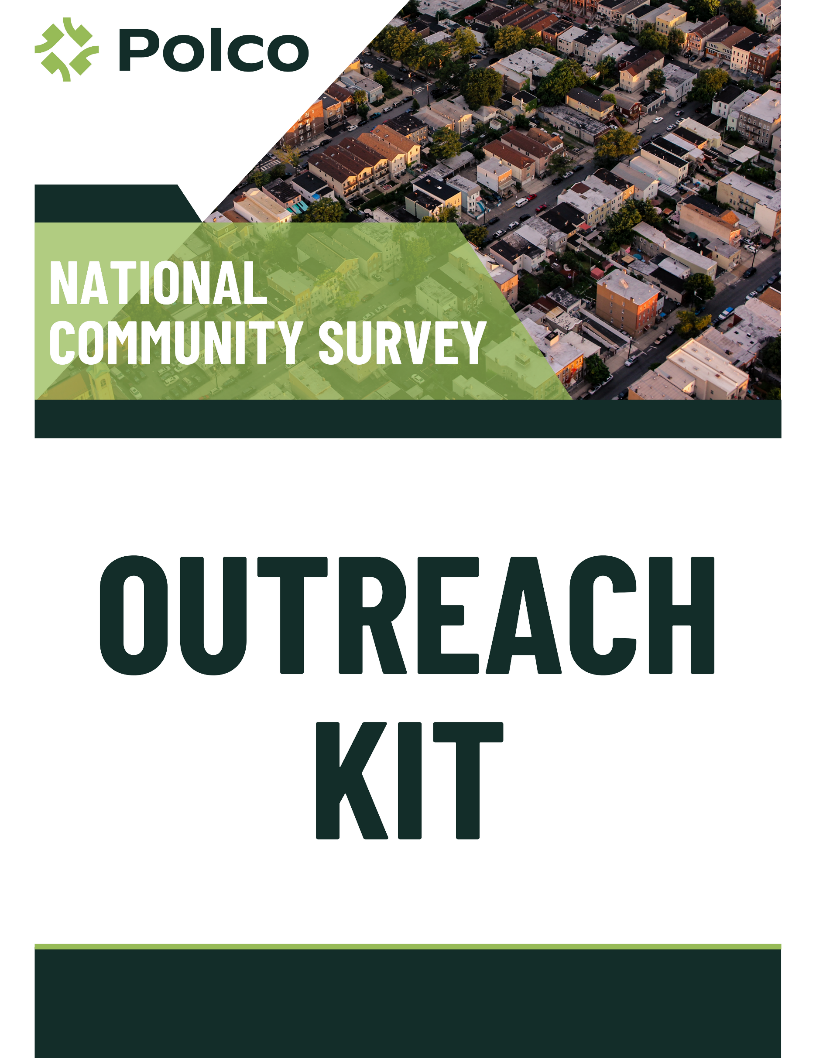 Polco
NATIONAL
COMMUNITY SURVEY
OUTREACH
KIT